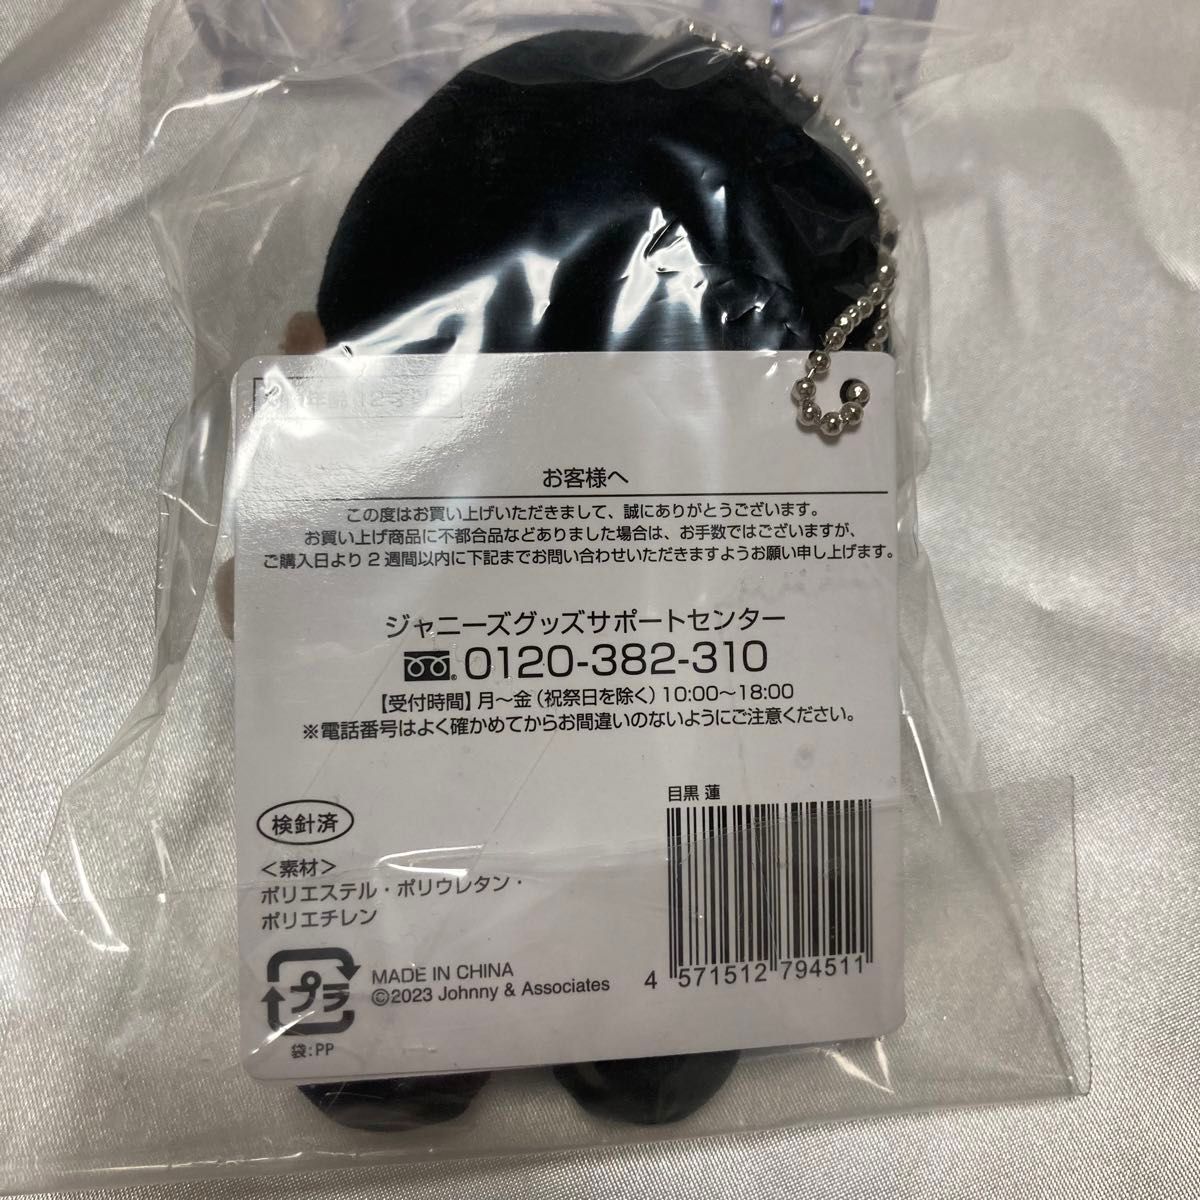 お客様へ
この度はお買い上げいただきまして、誠にありがとうございます。
お買い上げ商品に不都合品などありました場合は、お手数ではございますが、
ご購入日より2週間以内に下記までお問い合わせいただきますようお願い申し上げます。
ジャニーズグッズサポートセンター
0120-382-310
【受付時間】月〜金（祝祭日を除く）10:00〜18:00
※電話番号はよく確かめてからお間違いのないようにご注意ください。
目黒 蓮
検針済
＜素材＞
ポリエステル・ポリウレタン・
ポリエチレン
プラ
MADE IN CHINA
©2023 Johnny & Associates
袋:PP
4 571512 794511